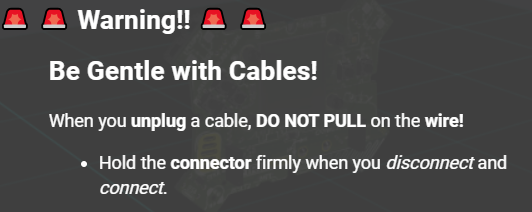 🚨 🚨 Warning!! 🚨 🚨
Be Gentle with Cables!
When you unplug a cable, DO NOT PULL on the wire!
• Hold the connector firmly when you disconnect and
connect.